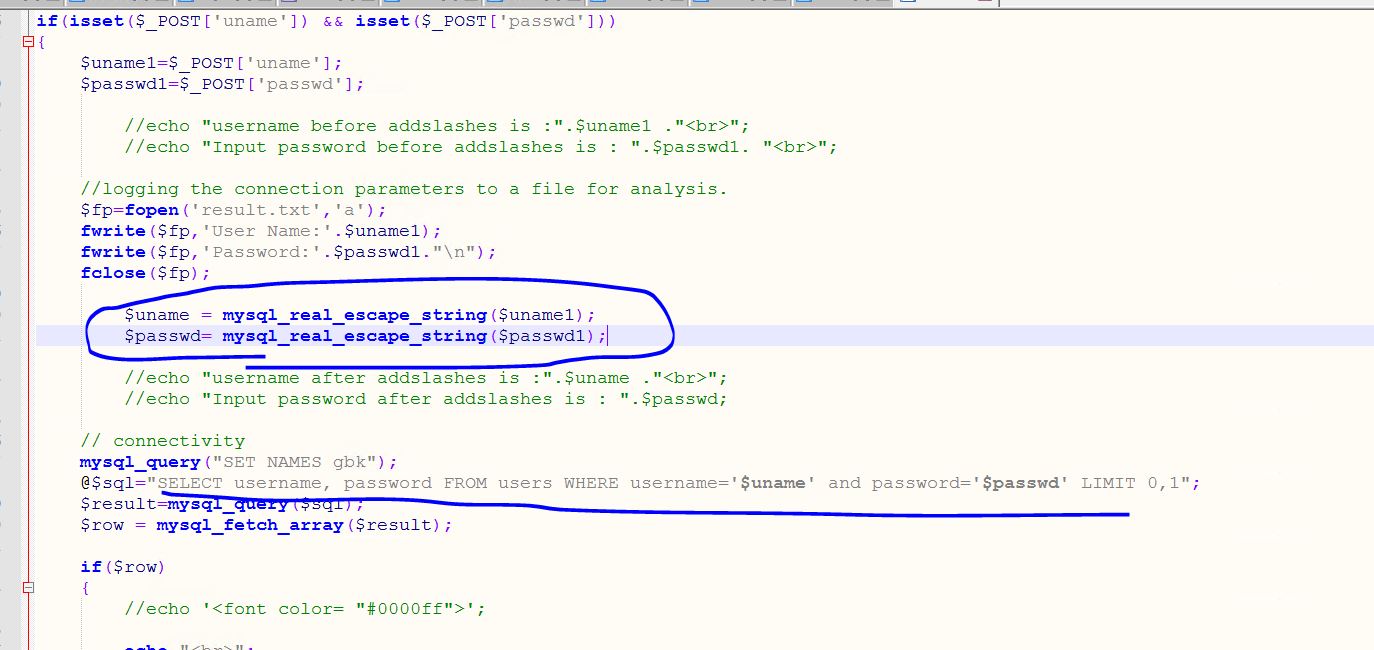 if(isset($_POST['uname']) && isset($_POST['passwd']))
{
$uname1=$_POST['uname'];
$passwd1=$_POST['passwd'];
//echo "username before addslashes is :".$uname1 ."<br>";
//echo "Input password before addslashes is : ".$passwd1. "<br>";
//logging the connection parameters to a file for analysis.
$fp=fopen('result.txt','a');
fwrite($fp,'User Name:'.$uname1);
fwrite($fp,'Password:'.$passwd1."\n");
fclose($fp);
$uname = mysql_real_escape_string($uname1);
$passwd= mysql_real_escape_string($passwd1);
//echo "username after addslashes is :".$uname ."<br>";
//echo "Input password after addslashes is : ".$passwd;
// connectivity
mysql_query("SET NAMES gbk");
@$sql="SELECT username, password FROM users WHERE username='$uname' and password='$passwd' LIMIT 0,1";
$result=mysql_query($sql);
$row = mysql_fetch_array($result);
if($row)
{
//echo '<font color= "#0000ff">';
echo "<br>";